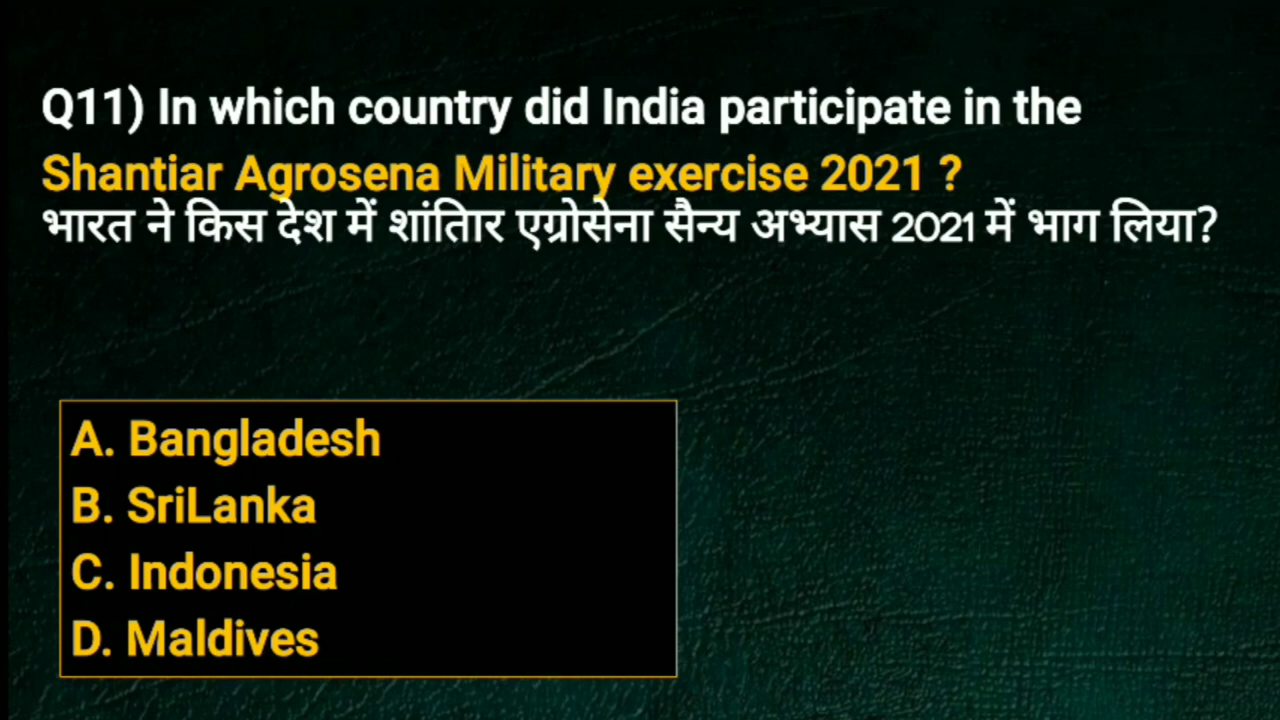 Q11) In which country did India participate in the
Shantiar Agrosena Military exercise 2021 ?
भारत ने किस देश में शांतिार एग्रोसेना सैन्य अभ्यास 2021 में भाग लिया?
A. Bangladesh
B. SriLanka
C. Indonesia
D. Maldives